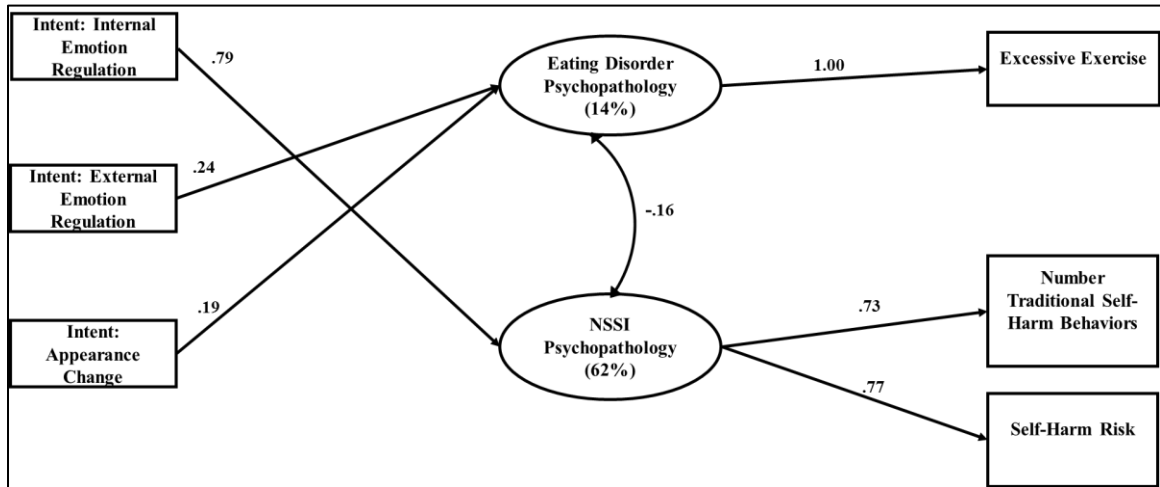 Intent: Internal
Emotion
Regulation
.79
Eating Disorder
Psychopathology
(14%)
1.00
Excessive Exercise
Intent: External
Emotion
Regulation
.24
-.16
Intent:
Appearance
Change
.19
NSSI
Psychopathology
(62%)
.73
Number
Traditional Self-
Harm Behaviors
.77
Self-Harm Risk